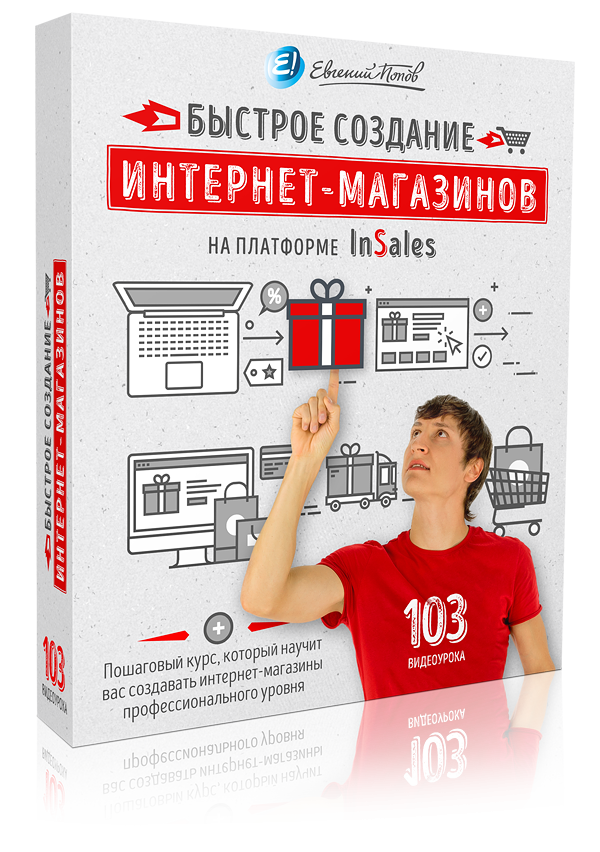 Е!
Евгений Попов
БЫСТРОЕ СОЗДАНИЕ
ИНТЕРНЕТ-МАГАЗИНОВ
НА ПЛАТФОРМЕ InSales
%
103
ВИДЕОУРОКА
Пошаговый курс, который научит
вас создавать интернет-магазины
профессионального уровня
БЫСТРОЕ СОЗДАНИЕ
ИНТЕРНЕТ-МАГАЗИНОВ
103
ВИДЕОУРОКА